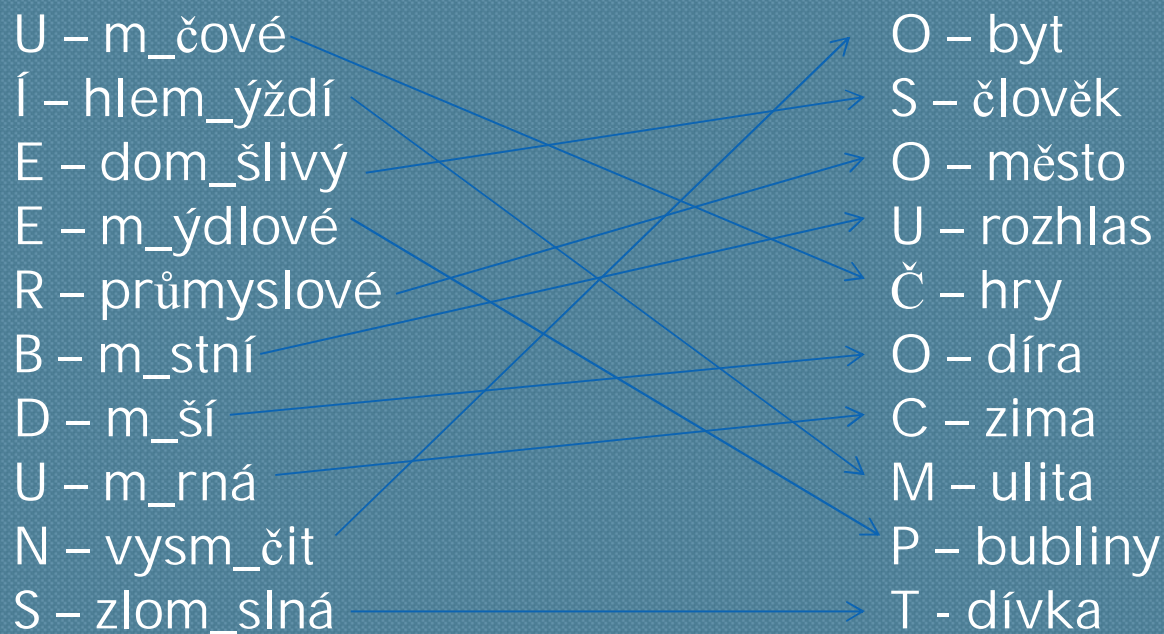 U – m_čové O – byt
Í – hlem_ýždí S – člověk
E – dom_šlivý O – město
E – m_ýdlové U – rozhlas
R – průmyslové Č – hry
B – m_stní O – díra
D – m_ší C – zima
U – m_rná M – ulita
N – vysm_čit P – bubliny
S – zlom_slná T - dívka